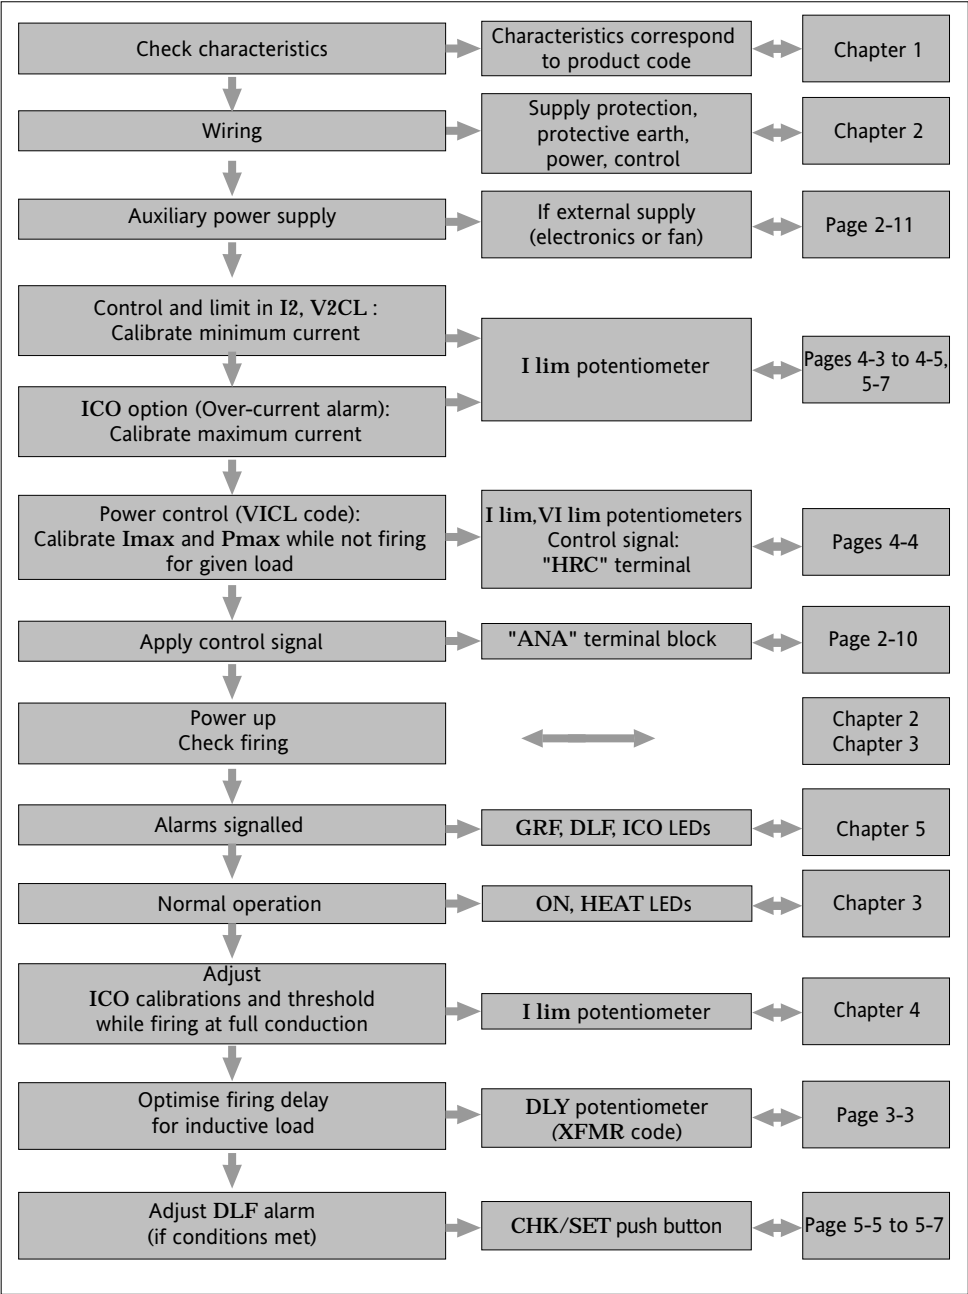 Check characteristics
Characteristics correspond
to product code
Chapter 1
Wiring
Supply protection,
protective earth,
power, control
Chapter 2
Auxiliary power supply
If external supply
(electronics or fan)
Page 2-11
Control and limit in I2, V2CL :
Calibrate minimum current
I lim potentiometer
Pages 4-3 to 4-5,
5-7
ICO option (Over-current alarm):
Calibrate maximum current
Power control (VICL code):
Calibrate Imax and Pmax while not firing
for given load
I lim,VI lim potentiometers
Control signal:
"HRC" terminal
Pages 4-4
Apply control signal
"ANA" terminal block
Page 2-10
Power up
Check firing
Chapter 2
Chapter 3
Alarms signalled
GRF, DLF, ICO LEDs
Chapter 5
Normal operation
ON, HEAT LEDs
Chapter 3
Adjust
ICO calibrations and threshold
while firing at full conduction
I lim potentiometer
Chapter 4
Optimise firing delay
for inductive load
DLY potentiometer
(XFMR code)
Page 3-3
Adjust DLF alarm
(if conditions met)
CHK/SET push button
Page 5-5 to 5-7